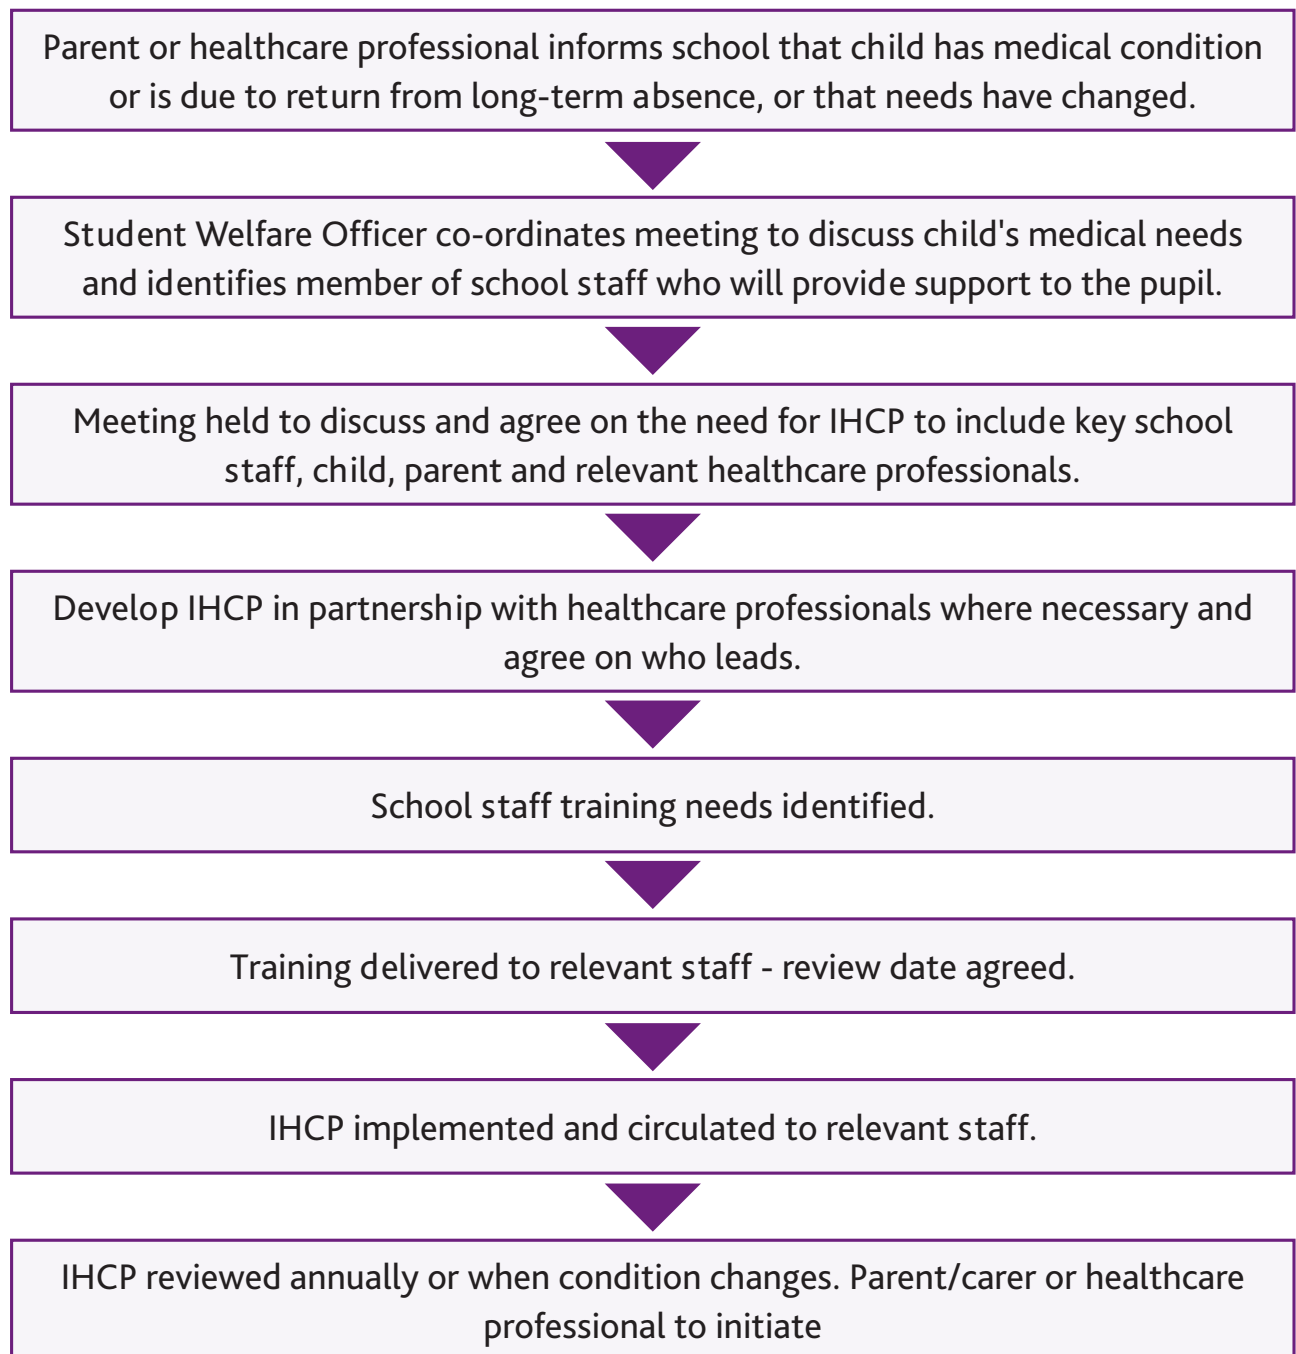 Parent or healthcare professional informs school that child has medical condition
or is due to return from long-term absence, or that needs have changed.
Student Welfare Officer co-ordinates meeting to discuss child's medical needs
and identifies member of school staff who will provide support to the pupil.
Meeting held to discuss and agree on the need for IHCP to include key school
staff, child, parent and relevant healthcare professionals.
Develop IHCP in partnership with healthcare professionals where necessary and
agree on who leads.
School staff training needs identified.
Training delivered to relevant staff - review date agreed.
IHCP implemented and circulated to relevant staff.
IHCP reviewed annually or when condition changes. Parent/carer or healthcare
professional to initiate